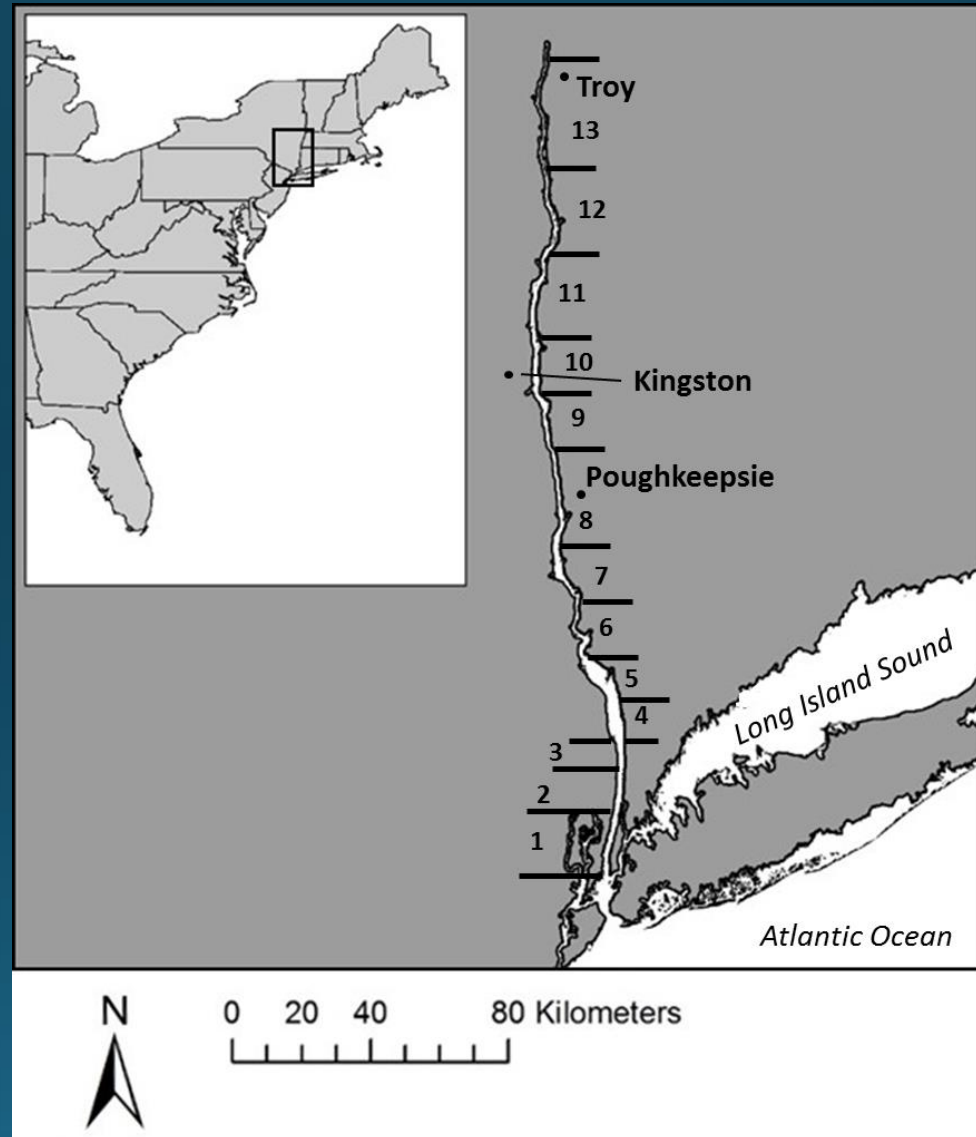 Troy
13
12
11
10
Kingston
9
Poughkeepsie
8
7
6
5
4
3
2
1
Long Island Sound
Atlantic Ocean
N
0 20 40 80 Kilometers